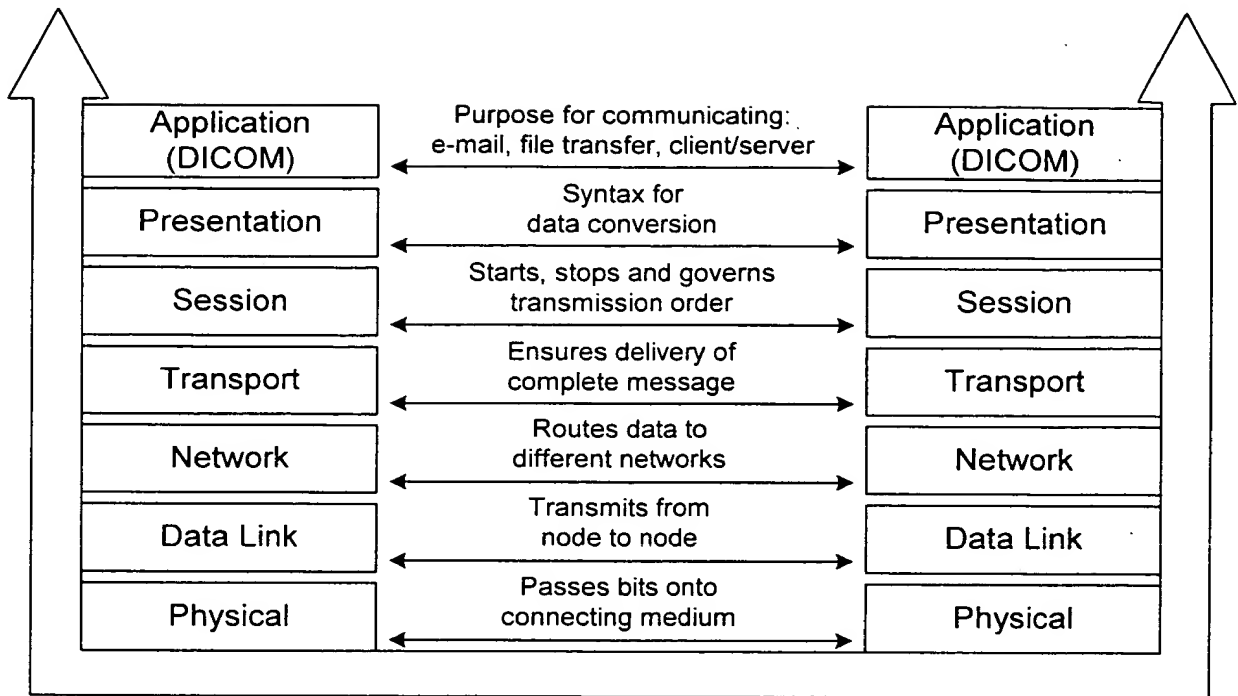 Application
(DICOM)
Purpose for communicating:
e-mail, file transfer, client/server
Application
(DICOM)
Presentation
Syntax for
data conversion
Presentation
Session
Starts, stops and governs
transmission order
Session
Transport
Ensures delivery of
complete message
Transport
Network
Routes data to
different networks
Network
Data Link
Transmits from
node to node
Data Link
Physical
Passes bits onto
connecting medium
Physical